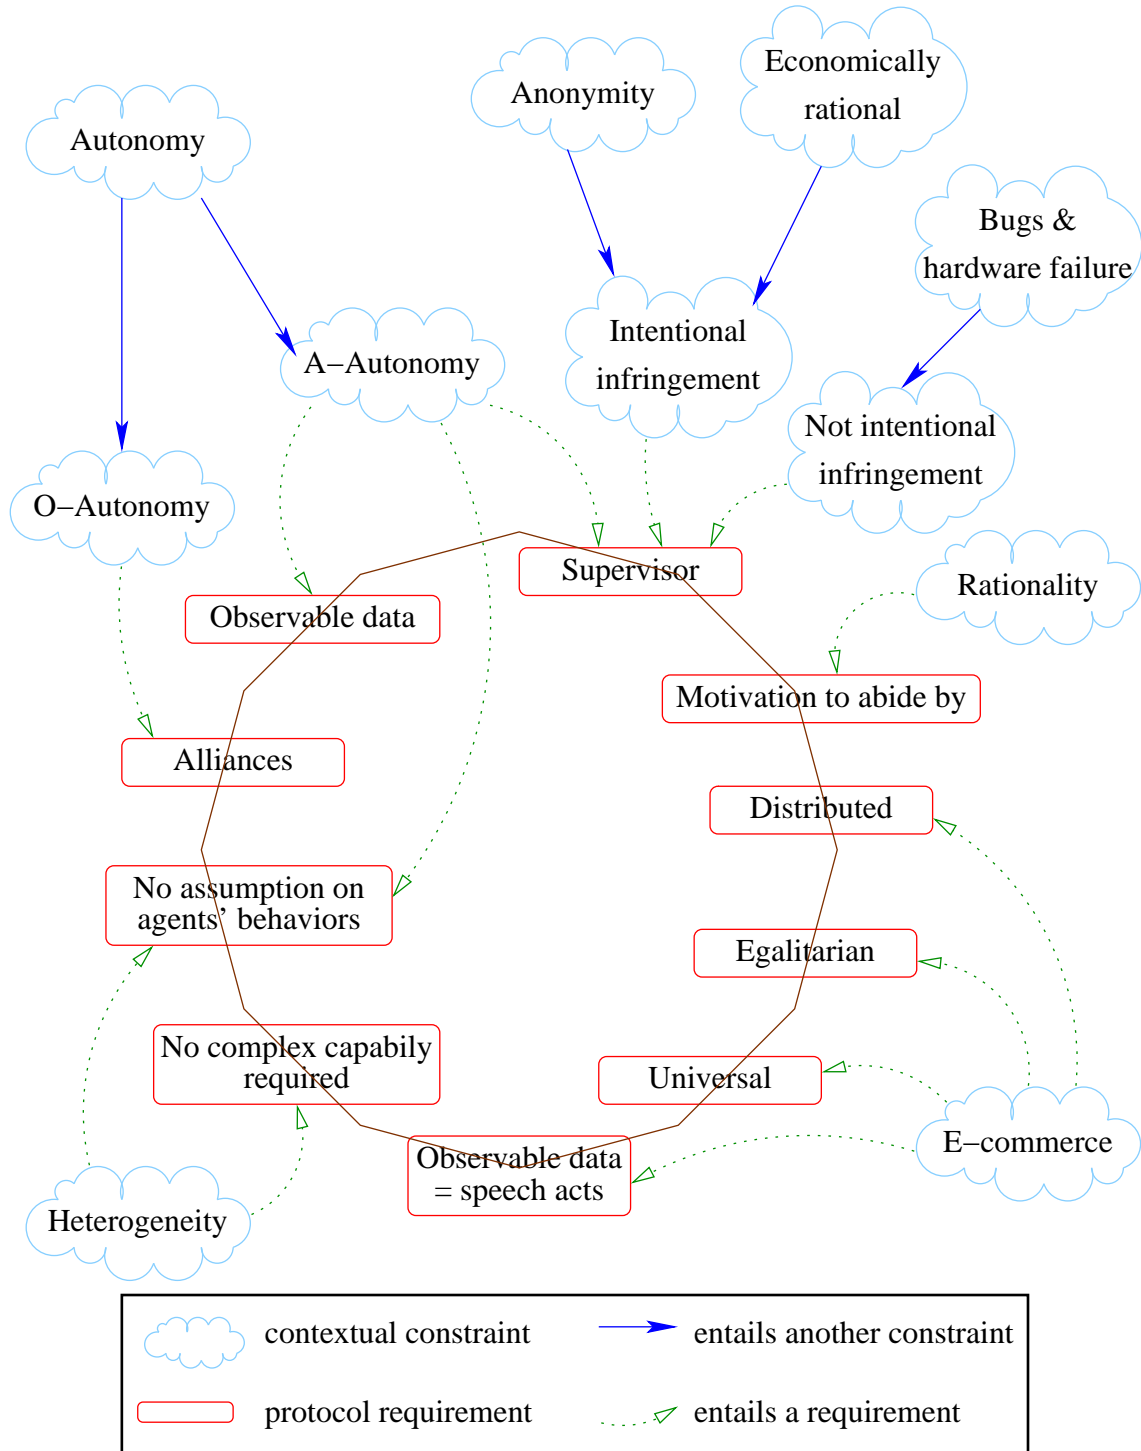 Economically
rational
Anonymity
Autonomy
Bugs &
hardware failure
Intentional
infringement
A−Autonomy
Not intentional
infringement
O−Autonomy
Supervisor
Rationality
Observable data
Motivation to abide by
Alliances
Distributed
No assumption on
agents’ behaviors
Egalitarian
No complex capabily
required
Universal
E−commerce
Observable data
= speech acts
Heterogeneity
contextual constraint
entails another constraint
protocol requirement
entails a requirement